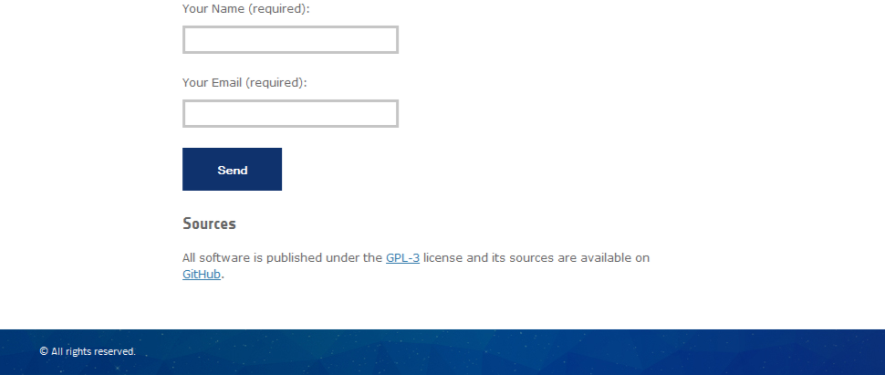 Your Name (required):
Your Email (required):
Send
Sources
All software is published under the GPL-3 license and its sources are available on
GitHub.
© All rights reserved.